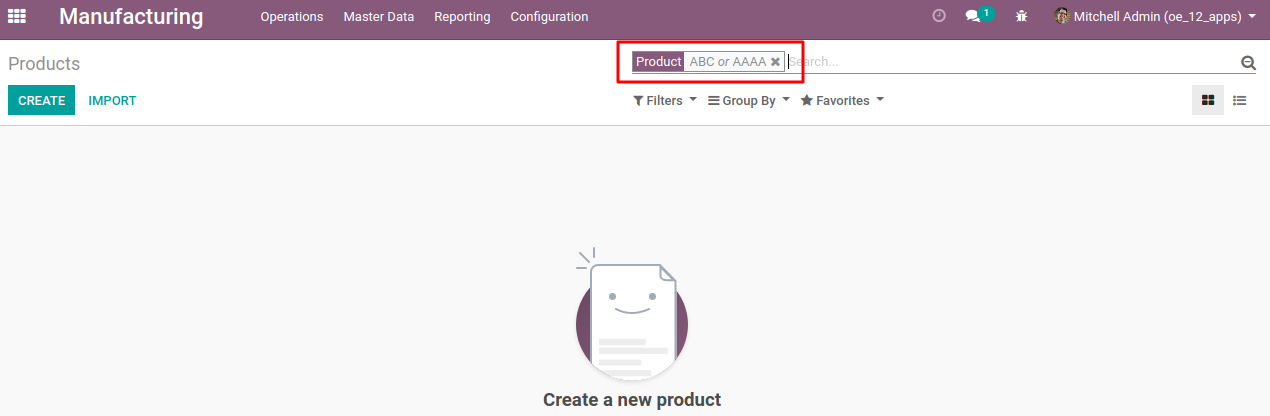 Manufacturing Operations Master Data Reporting Configuration 1 Mitchell Admin (oe_12_apps)
Products Product ABC or AAAA Search...
CREATE IMPORT Filters Group By Favorites
Create a new product